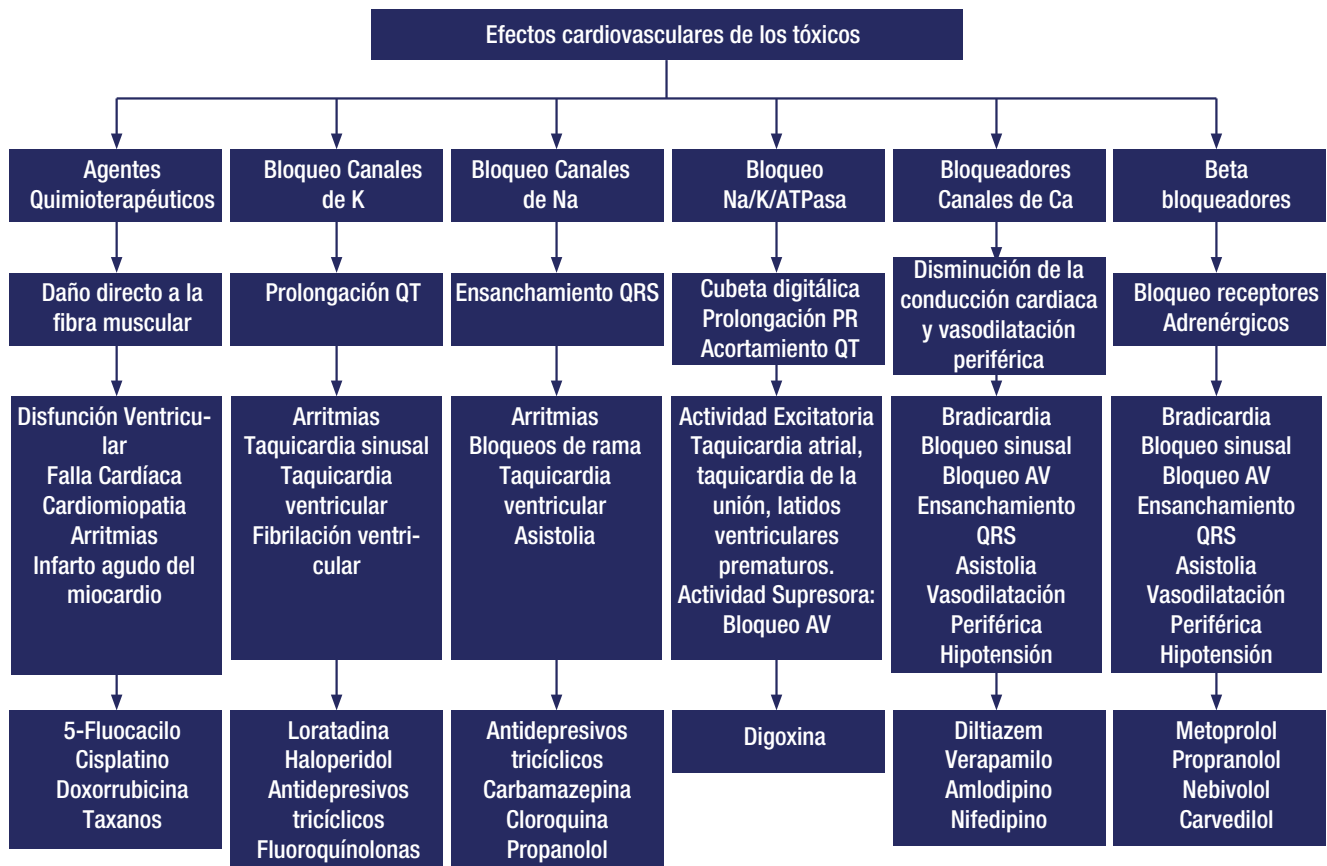 Efectos cardiovasculares de los tóxicos
Agentes
Quimioterapéuticos
Bloqueo Canales
de K
Bloqueo Canales
de Na
Bloqueo
Na/K/ATPasa
Bloqueadores
Canales de Ca
Beta
bloqueadores
Daño directo a la
fibra muscular
Prolongación QT
Ensanchamiento QRS
Cubeta digitálica
Prolongación PR
Acortamiento QT
Disminución de la
conducción cardiaca
y vasodilatación
periférica
Bloqueo receptores
Adrenérgicos
Disfunción Ventricu-
lar
Falla Cardíaca
Cardiomiopatia
Arritmias
Infarto agudo del
miocardio
Arritmias
Taquicardia sinusal
Taquicardia
ventricular
Fibrilación ventri-
cular
Arritmias
Bloqueos de rama
Taquicardia
ventricular
Asistolia
Actividad Excitatoria
Taquicardia atrial,
taquicardia de la
unión, latidos
ventriculares
prematuros.
Actividad Supresora:
Bloqueo AV
Bradicardia
Bloqueo sinusal
Bloqueo AV
Ensanchamiento
QRS
Asistolia
Vasodilatación
Periférica
Hipotensión
Bradicardia
Bloqueo sinusal
Bloqueo AV
Ensanchamiento
QRS
Asistolia
Vasodilatación
Periférica
Hipotensión
5-Fluocacilo
Cisplatino
Doxorrubicina
Taxanos
Loratadina
Haloperidol
Antidepresivos
tricíclicos
Fluoroquínolonas
Antidepresivos
tricíclicos
Carbamazepina
Cloroquina
Propanolol
Digoxina
Diltiazem
Verapamilo
Amlodipino
Nifedipino
Metoprolol
Propranolol
Nebivolol
Carvedilol